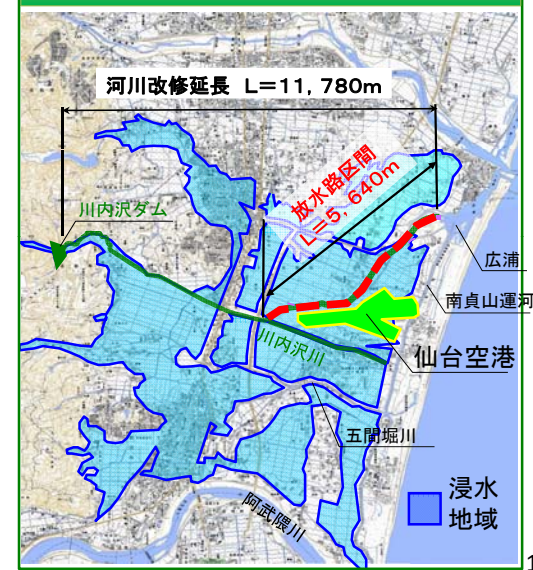 河川改修延長 L=11,780m
放水路区間
L=5,640m
川内沢ダム
広浦
南貞山運河
川内沢川
仙台空港
五間堀川
阿武隈川
浸水
地域
1